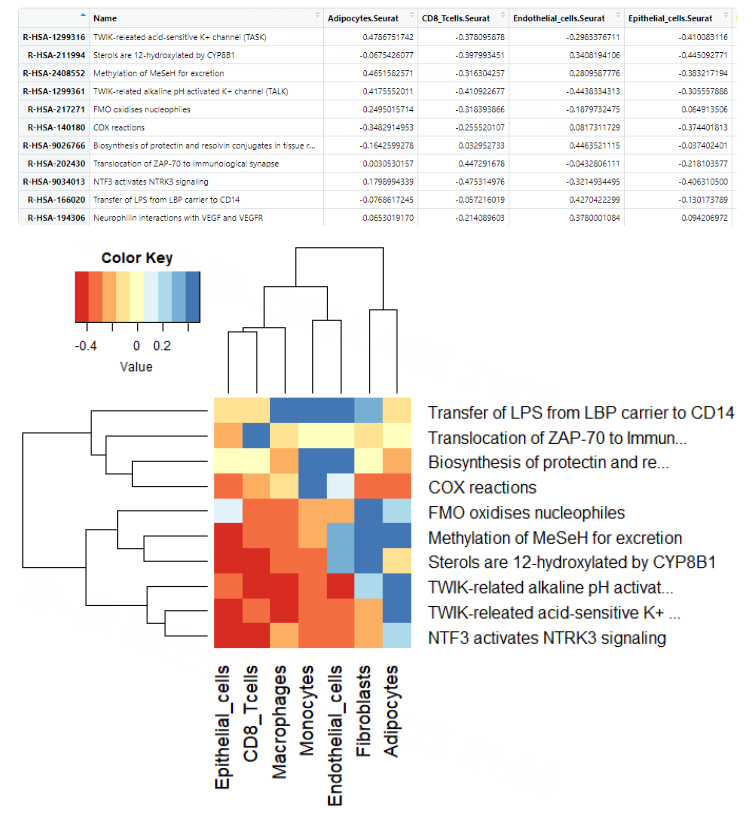 Name Adipocytes.Seurat CD8_Tcells.Seurat Endothelial_cells.Seurat Epithelial_cells.Seurat
R-HSA-1299316 TWIK-releated acid-sensitive K+ channel (TASK) 0.4786751742 -0.378095878 -0.2983376711 -0.410083116
R-HSA-211994 Sterols are 12-hydroxylated by CYP8B1 -0.0675426077 -0.397993451 0.3408194106 -0.445092771
R-HSA-2408552 Methylation of MeSeH for excretion 0.4651582571 -0.316304257 0.2809587776 -0.383217194
R-HSA-1299361 TWIK-related alkaline pH activated K+ channel (TALK) 0.4175552011 -0.410922677 -0.4438334313 -0.305557888
R-HSA-217271 FMO oxidises nucleophiles 0.2495015714 -0.318393866 -0.1879732475 0.064913506
R-HSA-140180 COX reactions -0.3482914953 -0.255520107 0.0817311729 -0.374401813
R-HSA-9026766 Biosynthesis of protectin and resolvin conjugates in tissue r... -0.1642599278 0.032952733 0.4463521115 -0.037402401
R-HSA-202430 Translocation of ZAP-70 to Immunological synapse 0.0030530157 0.447291678 -0.0432806111 -0.218103577
R-HSA-9034013 NTF3 activates NTRK3 signaling 0.1798994339 -0.475314976 -0.3214934495 -0.406310500
R-HSA-166020 Transfer of LPS from LBP carrier to CD14 -0.0768617245 -0.057216019 0.4270422299 -0.130173789
R-HSA-194306 Neurophilin interactions with VEGF and VEGFR 0.0653019170 -0.214089603 0.3780001084 0.094206972
Color Key
-0.4 0 0.2
Value
Transfer of LPS from LBP carrier to CD14
Translocation of ZAP-70 to Immun...
Biosynthesis of protectin and re...
COX reactions
FMO oxidises nucleophiles
Methylation of MeSeH for excretion
Sterols are 12-hydroxylated by CYP8B1
TWIK-related alkaline pH activat...
TWIK-releated acid-sensitive K+ ...
NTF3 activates NTRK3 signaling
Epithelial_cells
CD8_Tcells
Macrophages
Monocytes
Endothelial_cells
Fibroblasts
Adipocytes